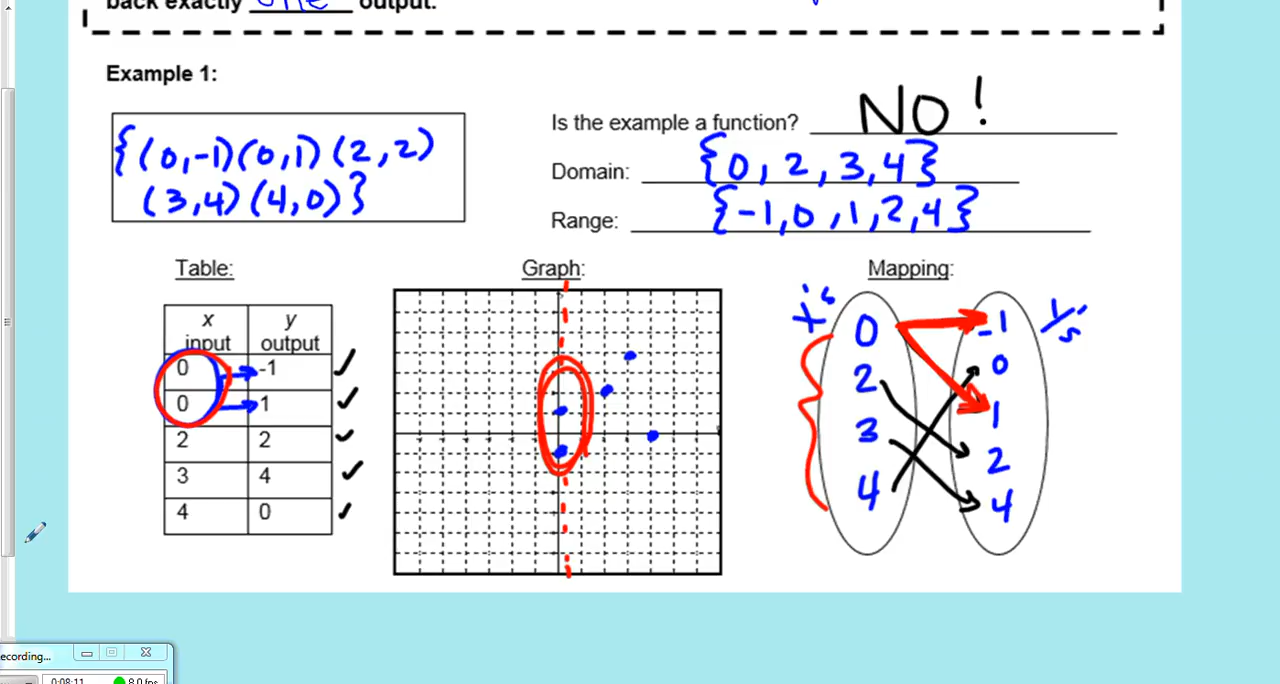 back exactly one output.
Example 1:
{(0,-1)(0,1)(2,2)
(3,4)(4,0)}
Is the example a function? NO!
Domain: {0, 2, 3, 4}
Range: {-1, 0, 1, 2, 4}
Table:
x input y output
0 -1
0 1
2 2
3 4
4 0
Graph:
Mapping:
x's
y's
0 -1
2 0
3 1
4 2
4
ecording...
0:08:11 8.0 fps